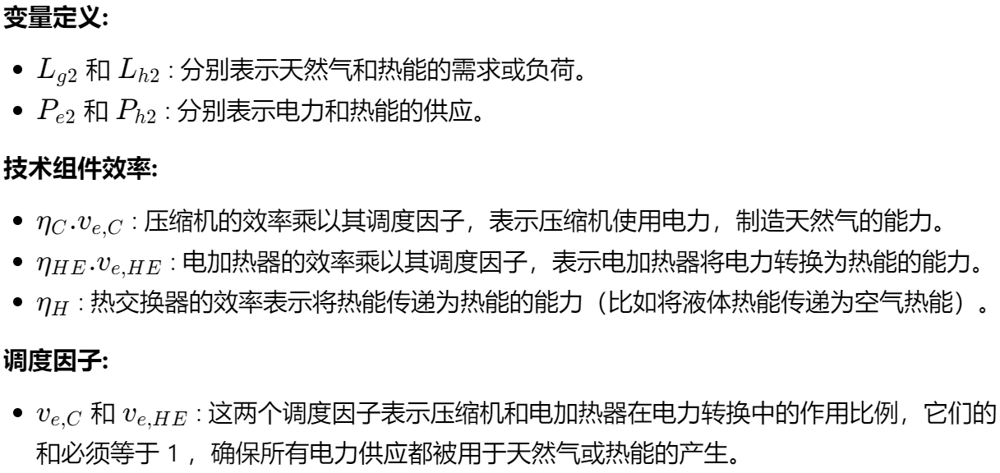 变量定义:
• L_{g2} 和 L_{h2} : 分别表示天然气和热能的需求或负荷。
• P_{e2} 和 P_{h2} : 分别表示电力和热能的供应。
技术组件效率:
• η_C.v_{e,C} : 压缩机的效率乘以其调度因子，表示压缩机使用电力，制造天然气的能力。
• η_{HE}.v_{e,HE} : 电加热器的效率乘以其调度因子，表示电加热器将电力转换为热能的能力。
• η_H : 热交换器的效率表示将热能传递为热能的能力（比如将液体热能传递为空气热能）。
调度因子:
• v_{e,C} 和 v_{e,HE} : 这两个调度因子表示压缩机和电加热器在电力转换中的作用比例，它们的
和必须等于 1 ，确保所有电力供应都被用于天然气或热能的产生。